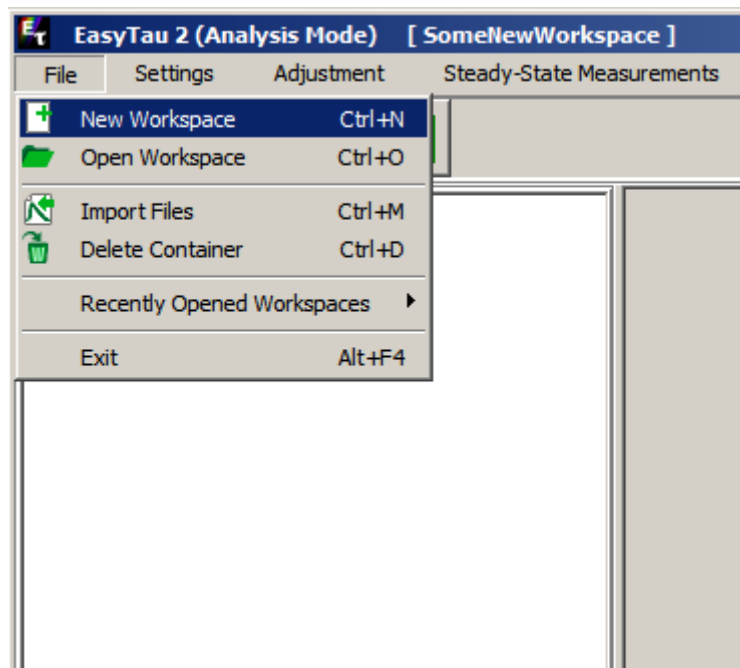 Eτ EasyTau 2 (Analysis Mode) [ SomeNewWorkspace ]
File Settings Adjustment Steady-State Measurements
New Workspace Ctrl+N
Open Workspace Ctrl+O
Import Files Ctrl+M
Delete Container Ctrl+D
Recently Opened Workspaces
Exit Alt+F4